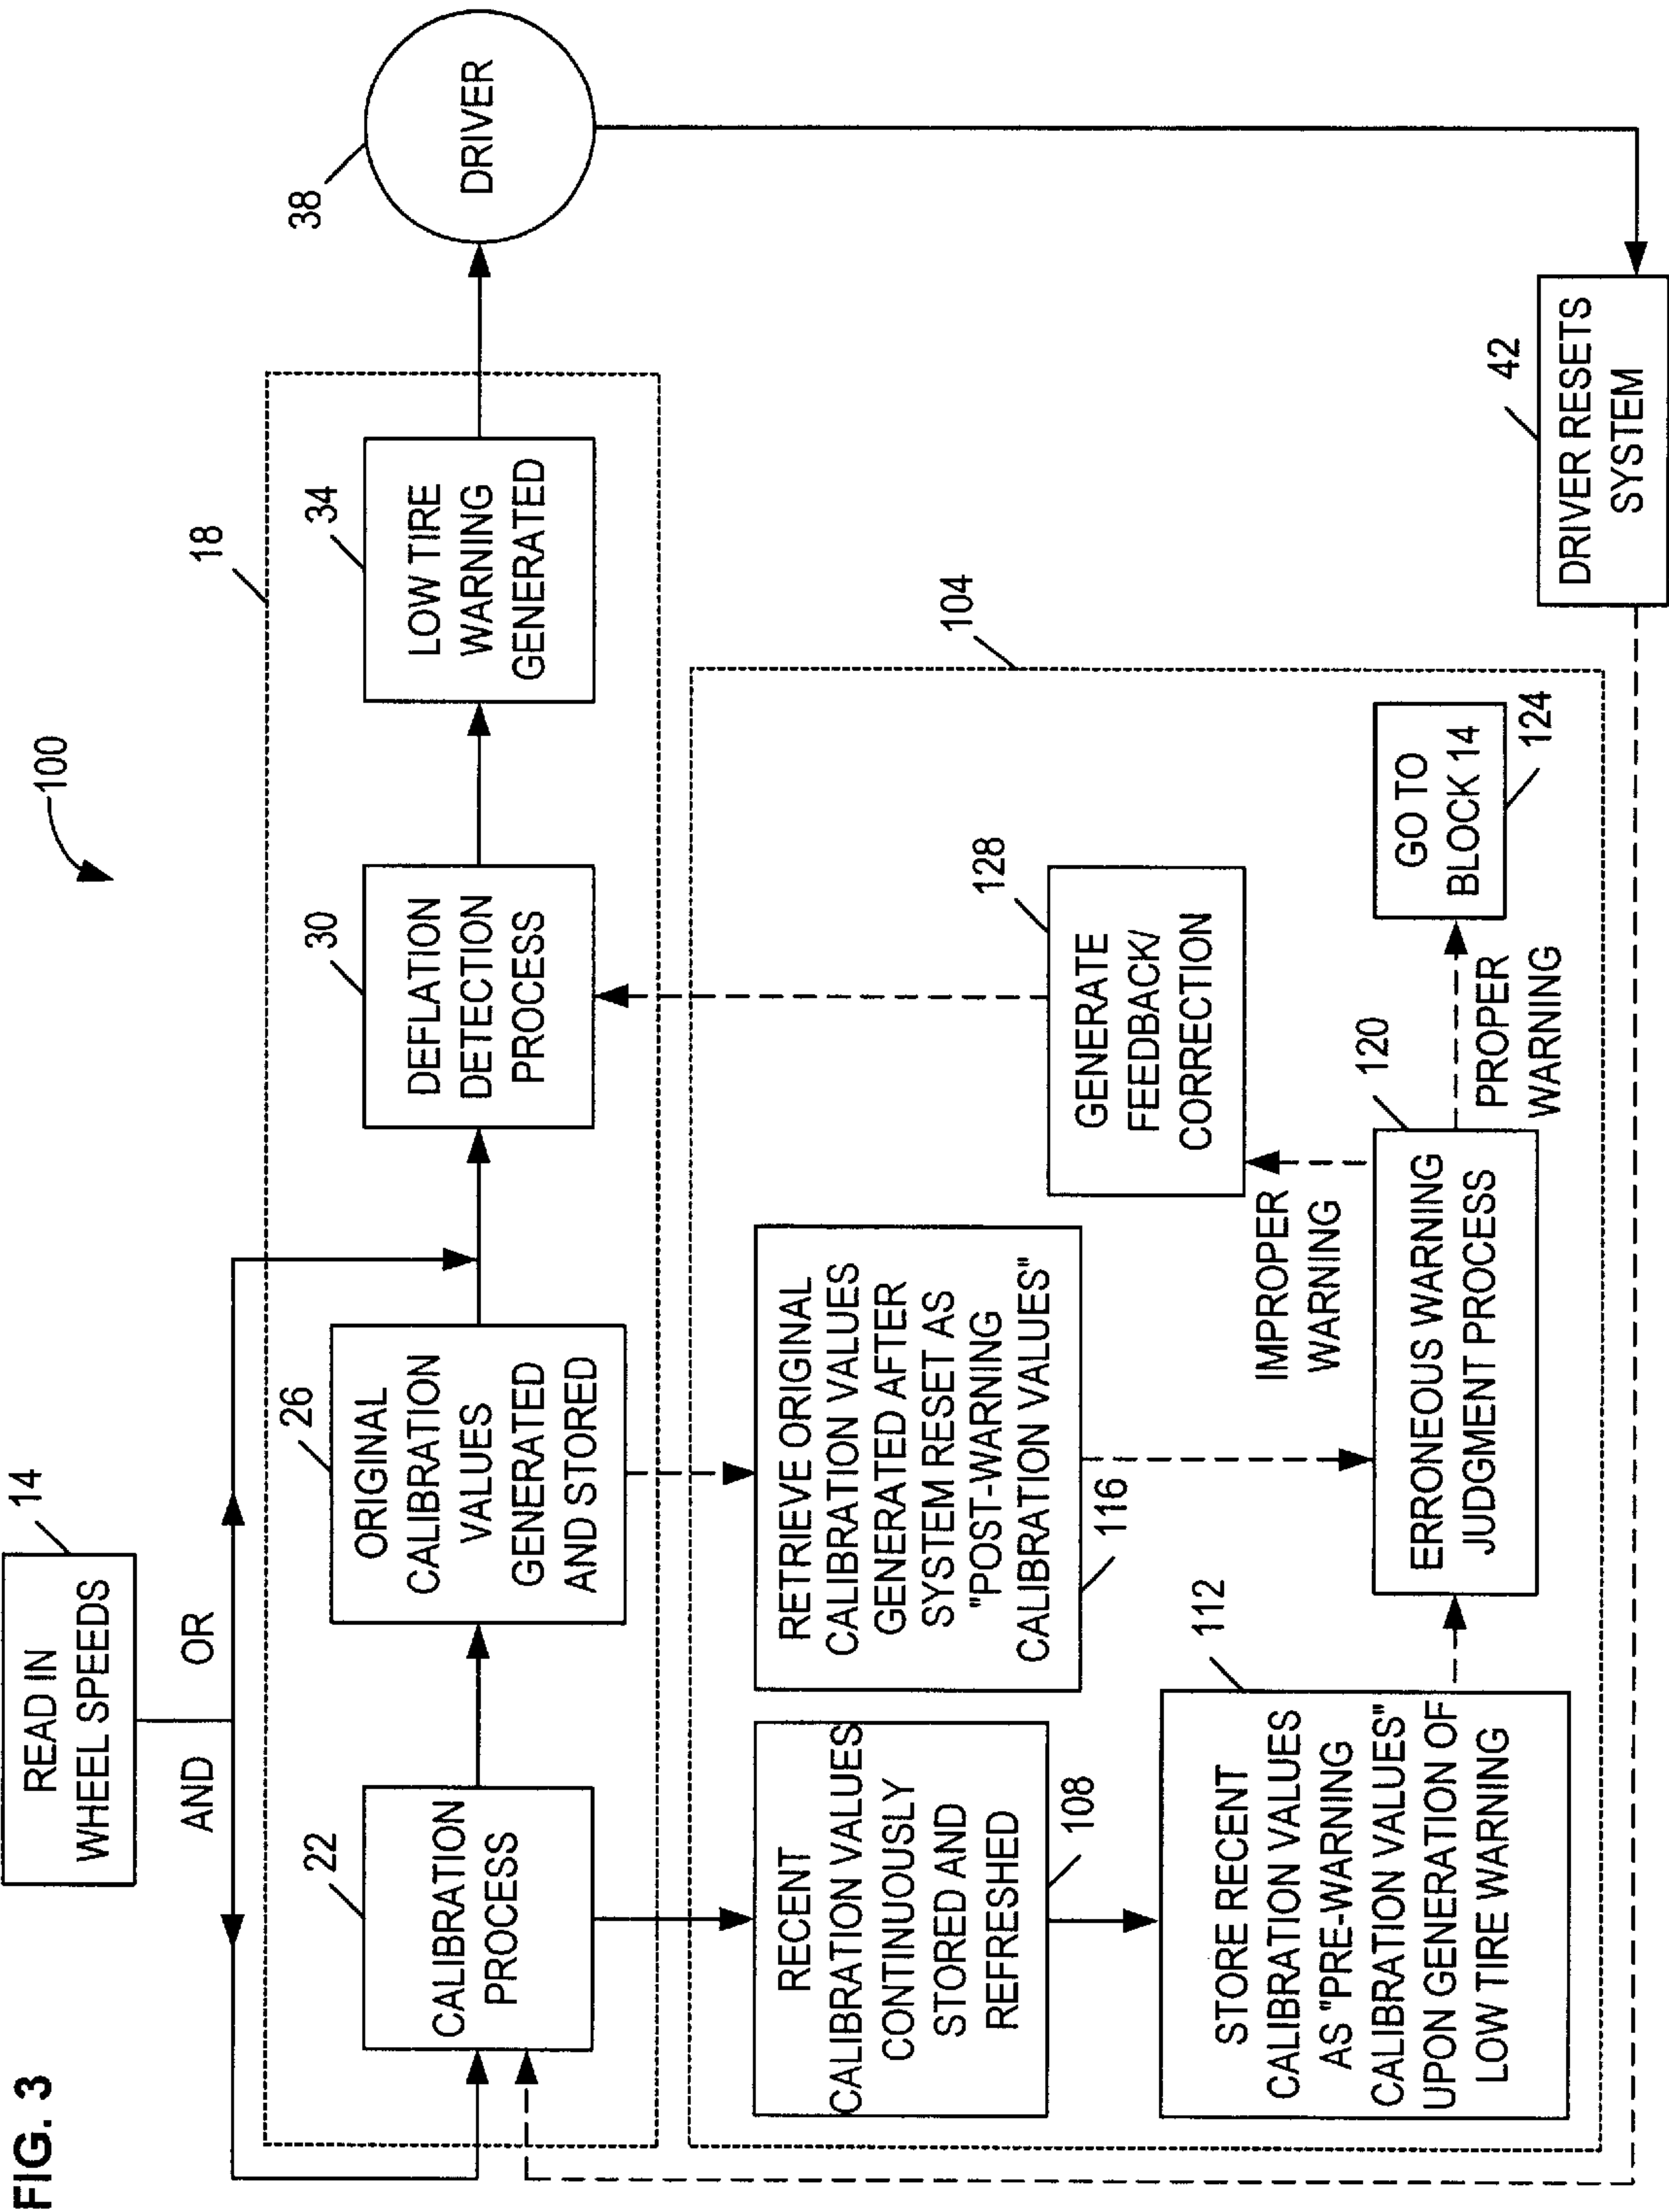 FIG. 3
100
READ IN
WHEEL SPEEDS
14
AND
OR
18
CALIBRATION
PROCESS
22
ORIGINAL
CALIBRATION
VALUES
GENERATED
AND STORED
26
DEFLATION
DETECTION
PROCESS
30
LOW TIRE
WARNING
GENERATED
34
DRIVER
38
RECENT
CALIBRATION VALUES
CONTINUOUSLY
STORED AND
REFRESHED
108
RETRIEVE ORIGINAL
CALIBRATION VALUES
GENERATED AFTER
SYSTEM RESET AS
"POST-WARNING
CALIBRATION VALUES"
116
GENERATE
FEEDBACK/
CORRECTION
128
104
STORE RECENT
CALIBRATION VALUES
AS "PRE-WARNING
CALIBRATION VALUES"
UPON GENERATION OF
LOW TIRE WARNING
112
IMPROPER
WARNING
ERRONEOUS WARNING
JUDGMENT PROCESS
120
PROPER
WARNING
GO TO
BLOCK 14
124
DRIVER RESETS
SYSTEM
42